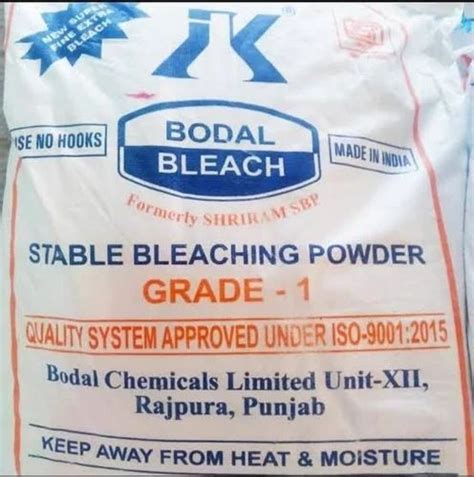 NEW SUPER
FINE EXTRA
BLEACH
USE NO HOOKS
BODAL
BLEACH
MADE IN INDIA
Formerly SHRIRAM SBP
STABLE BLEACHING POWDER
GRADE - 1
QUALITY SYSTEM APPROVED UNDER ISO-9001:2015
Bodal Chemicals Limited Unit-XII,
Rajpura, Punjab
KEEP AWAY FROM HEAT & MOISTURE